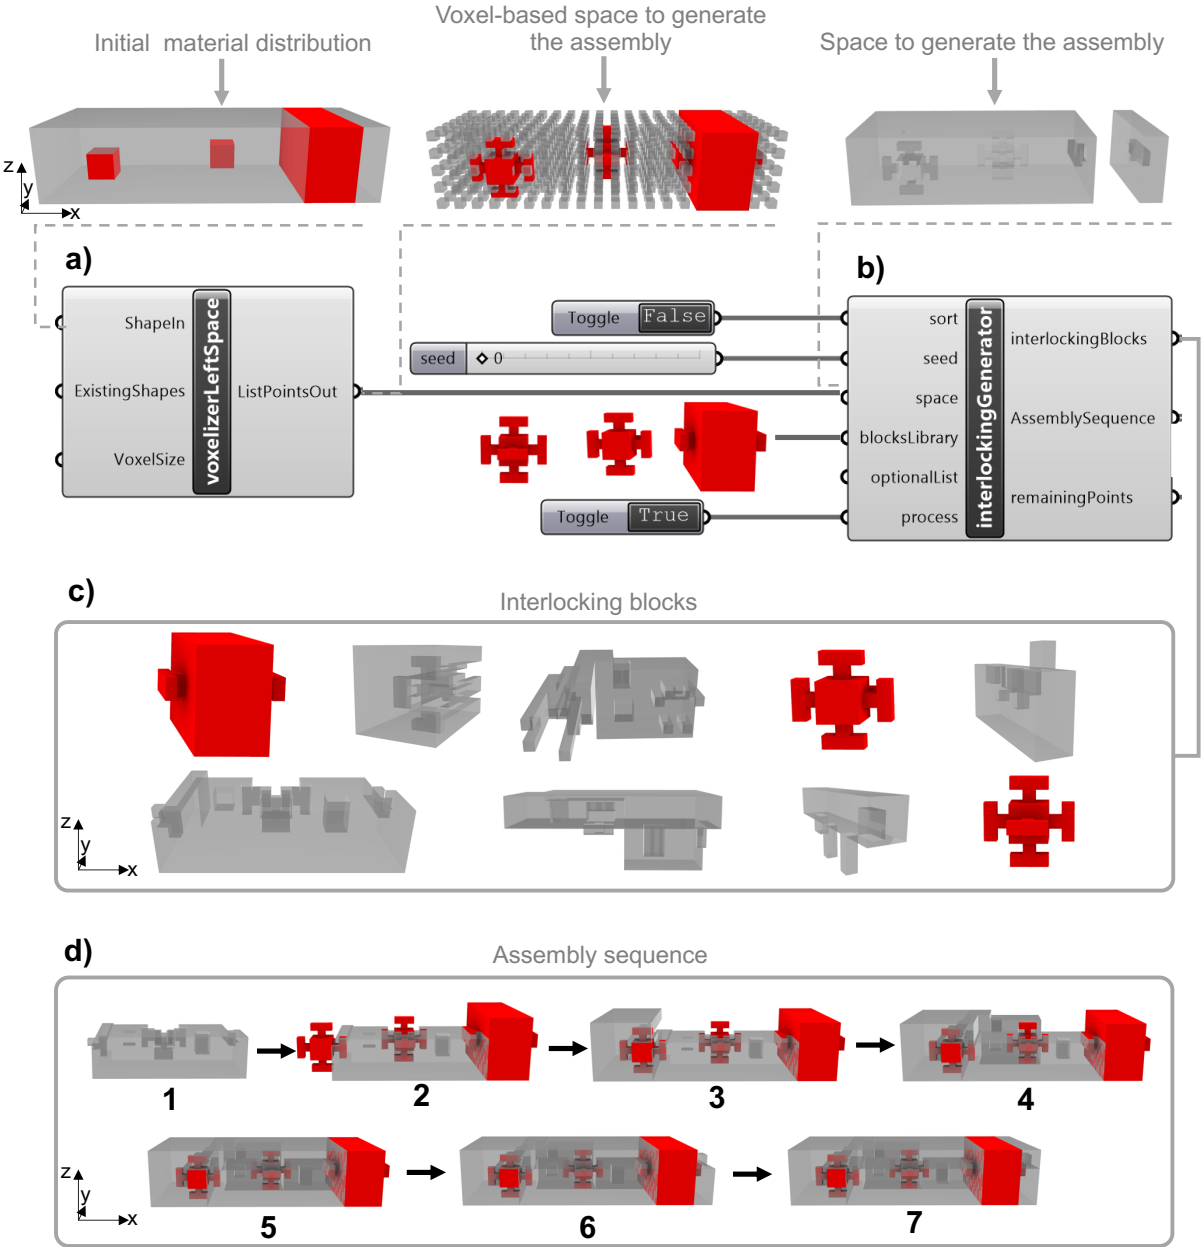 Initial  material distribution
Voxel-based space to generate
the assembly
Space to generate the assembly
z
y
x
a)
ShapeIn
ExistingShapes
VoxelSize
voxelizerLeftSpace
ListPointsOut
Toggle False
seed 0
Toggle True
b)
sort
seed
space
blocksLibrary
optionalList
process
interlockingGenerator
interlockingBlocks
AssemblySequence
remainingPoints
c)
Interlocking blocks
z
y
x
d)
Assembly sequence
1
2
3
4
z
y
x
5
6
7